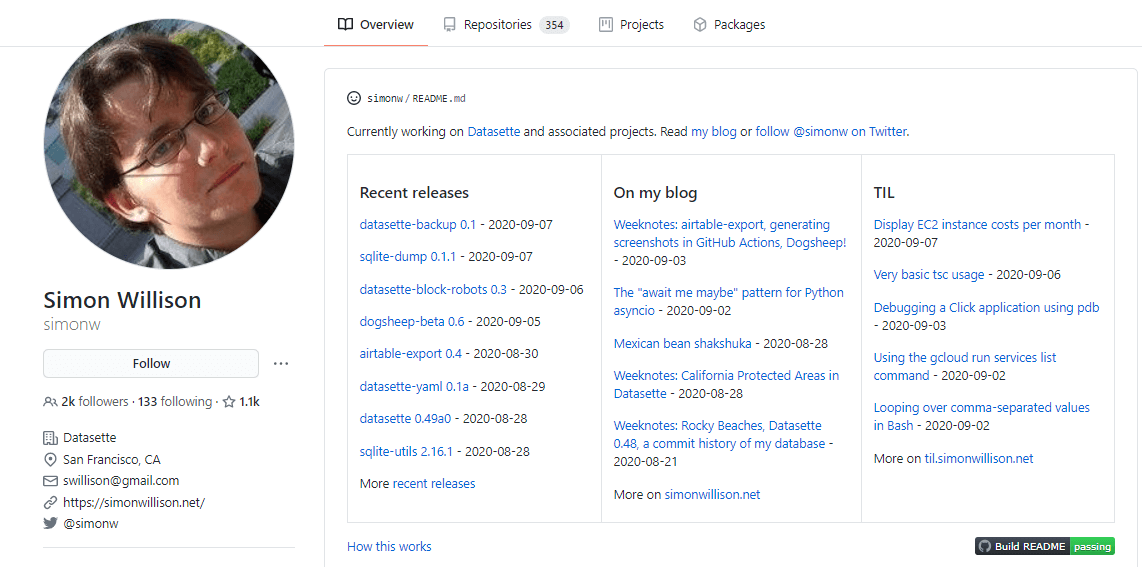 Overview
Repositories 354
Projects
Packages
Simon Willison
simonw
Follow
2k followers · 133 following · 1.1k
Datasette
San Francisco, CA
swillison@gmail.com
https://simonwillison.net/
@simonw
simonw / README.md
Currently working on Datasette and associated projects. Read my blog or follow @simonw on Twitter.
Recent releases
datasette-backup 0.1 - 2020-09-07
sqlite-dump 0.1.1 - 2020-09-07
datasette-block-robots 0.3 - 2020-09-06
dogsheep-beta 0.6 - 2020-09-05
airtable-export 0.4 - 2020-08-30
datasette-yaml 0.1a - 2020-08-29
datasette 0.49a0 - 2020-08-28
sqlite-utils 2.16.1 - 2020-08-28
More recent releases
On my blog
Weeknotes: airtable-export, generating
screenshots in GitHub Actions, Dogsheep!
- 2020-09-03
The "await me maybe" pattern for Python
asyncio - 2020-09-02
Mexican bean shakshuka - 2020-08-28
Weeknotes: California Protected Areas in
Datasette - 2020-08-28
Weeknotes: Rocky Beaches, Datasette
0.48, a commit history of my database -
2020-08-21
More on simonwillison.net
TIL
Display EC2 instance costs per month -
2020-09-07
Very basic tsc usage - 2020-09-06
Debugging a Click application using pdb
- 2020-09-03
Using the gcloud run services list
command - 2020-09-02
Looping over comma-separated values
in Bash - 2020-09-02
More on til.simonwillison.net
How this works
Build README passing